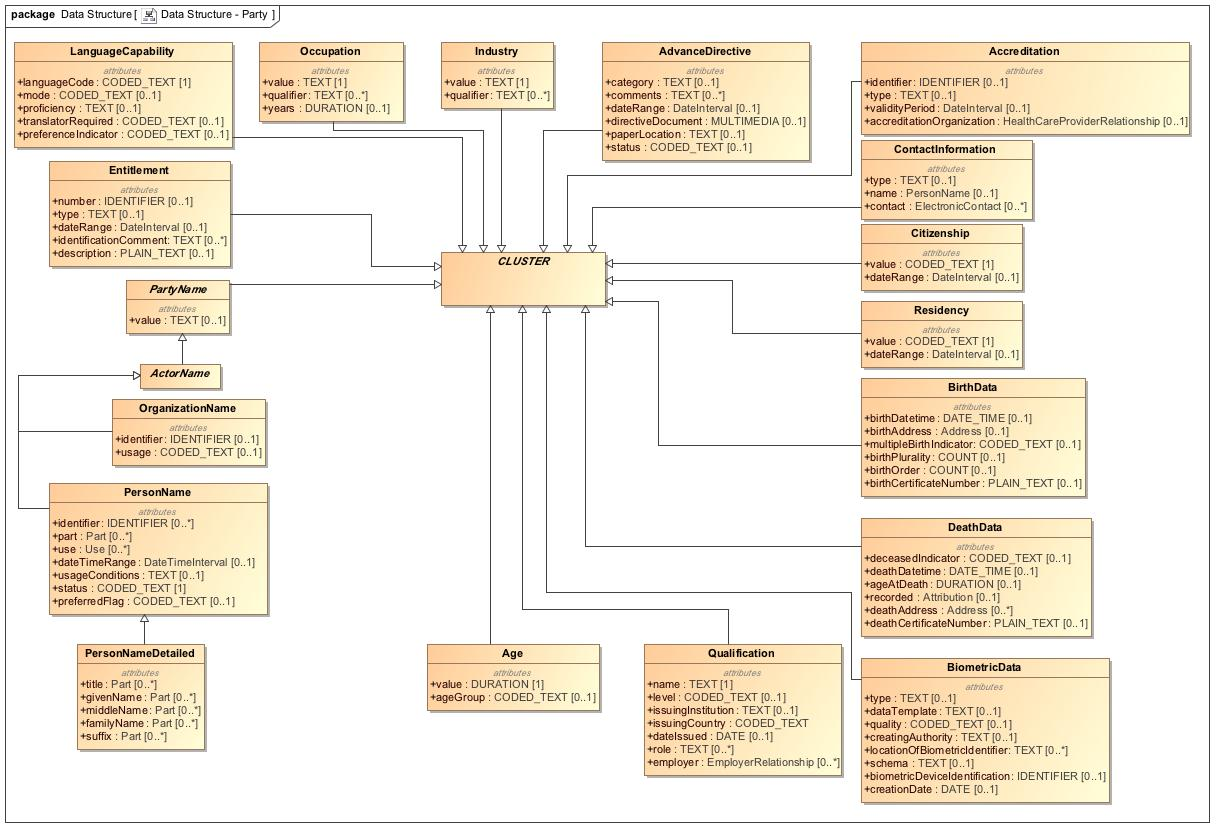 package Data Structure [ Data Structure - Party ]
LanguageCapability
attributes
+languageCode : CODED_TEXT [1]
+mode : CODED_TEXT [0..1]
+proficiency : TEXT [0..1]
+translatorRequired : CODED_TEXT [0..1]
+preferenceIndicator : CODED_TEXT [0..1]
Occupation
attributes
+value : TEXT [1]
+qualifier : TEXT [0..*]
+years : DURATION [0..1]
Industry
attributes
+value : TEXT [1]
+qualifier : TEXT [0..*]
AdvanceDirective
attributes
+category : TEXT [0..1]
+comments : TEXT [0..*]
+dateRange : DateInterval [0..1]
+directiveDocument : MULTIMEDIA [0..1]
+paperLocation : TEXT [0..1]
+status : CODED_TEXT [0..1]
Accreditation
attributes
+identifier : IDENTIFIER [0..1]
+type : TEXT [0..1]
+validityPeriod : DateInterval [0..1]
+accreditationOrganization : HealthCareProviderRelationship [0..1]
ContactInformation
attributes
+type : TEXT [0..1]
+name : PersonName [0..1]
+contact : ElectronicContact [0..*]
Entitlement
attributes
+number : IDENTIFIER [0..1]
+type : TEXT [0..1]
+dateRange : DateInterval [0..1]
+identificationComment : TEXT [0..*]
+description : PLAIN_TEXT [0..1]
Citizenship
attributes
+value : CODED_TEXT [1]
+dateRange : DateInterval [0..1]
CLUSTER
PartyName
attributes
+value : TEXT [0..1]
Residency
attributes
+value : CODED_TEXT [1]
+dateRange : DateInterval [0..1]
ActorName
OrganizationName
attributes
+identifier : IDENTIFIER [0..1]
+usage : CODED_TEXT [0..1]
BirthData
attributes
+birthDatetime : DATE_TIME [0..1]
+birthAddress : Address [0..1]
+multipleBirthIndicator : CODED_TEXT [0..1]
+birthPlurality : COUNT [0..1]
+birthOrder : COUNT [0..1]
+birthCertificateNumber : PLAIN_TEXT [0..1]
PersonName
attributes
+identifier : IDENTIFIER [0..*]
+part : Part [0..*]
+use : Use [0..*]
+dateTimeRange : DateTimeInterval [0..1]
+usageConditions : TEXT [0..1]
+status : CODED_TEXT [1]
+preferredFlag : CODED_TEXT [0..1]
DeathData
attributes
+deceasedIndicator : CODED_TEXT [0..1]
+deathDatetime : DATE_TIME [0..1]
+ageAtDeath : DURATION [0..1]
+recorded : Attribution [0..1]
+deathAddress : Address [0..*]
+deathCertificateNumber : PLAIN_TEXT [0..1]
PersonNameDetailed
attributes
+title : Part [0..*]
+givenName : Part [0..*]
+middleName : Part [0..*]
+familyName : Part [0..*]
+suffix : Part [0..*]
Age
attributes
+value : DURATION [1]
+ageGroup : CODED_TEXT [0..1]
Qualification
attributes
+name : TEXT [1]
+level : CODED_TEXT [0..1]
+issuingInstitution : TEXT [0..1]
+issuingCountry : CODED_TEXT
+dateIssued : DATE [0..1]
+role : TEXT [0..*]
+employer : EmployerRelationship [0..*]
BiometricData
attributes
+type : TEXT [0..1]
+dataTemplate : TEXT [0..1]
+quality : CODED_TEXT [0..1]
+creatingAuthority : TEXT [0..1]
+locationOfBiometricIdentifier : TEXT [0..*]
+schema : TEXT [0..1]
+biometricDeviceIdentification : IDENTIFIER [0..1]
+creationDate : DATE [0..1]